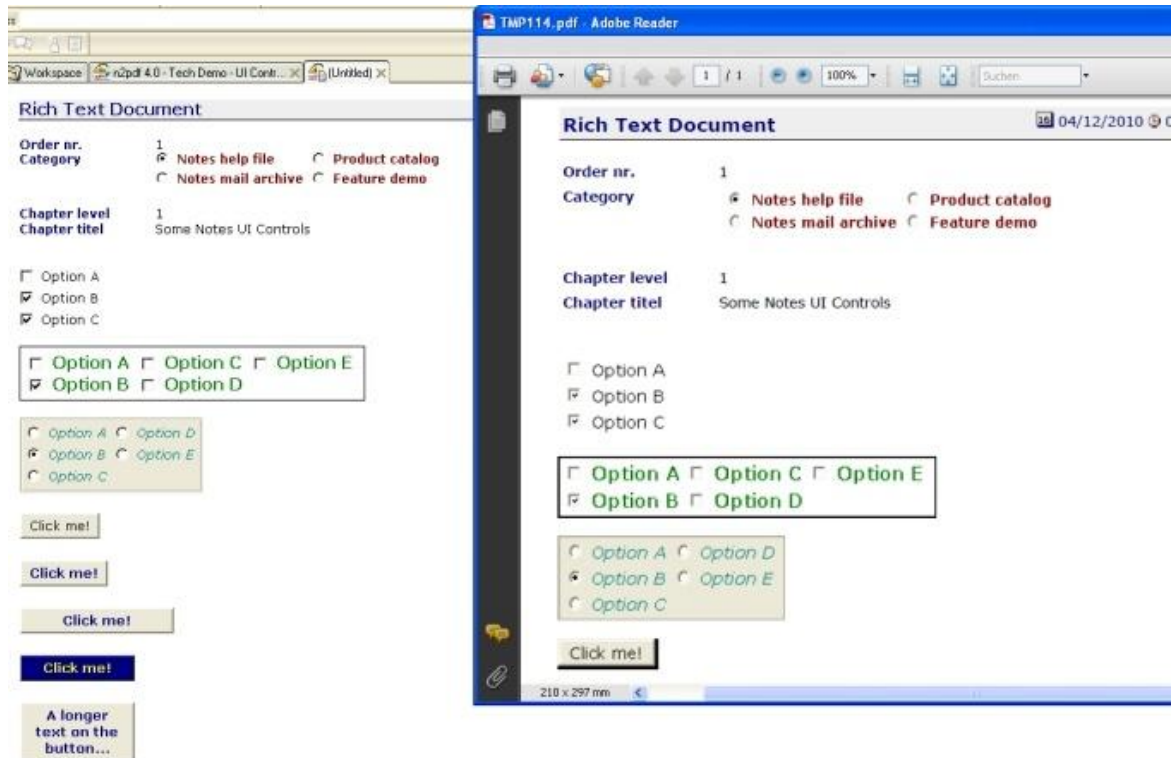 Workspace n2pdf 4.0 - Tech Demo - UI Contr... (Untitled)
Rich Text Document
Order nr. 1
Category Notes help file Product catalog
Notes mail archive Feature demo
Chapter level 1
Chapter titel Some Notes UI Controls
Option A
Option B
Option C
Option A Option C Option E
Option B Option D
Option A Option D
Option B Option E
Option C
Click me!
Click me!
Click me!
Click me!
A longer
text on the
button...
TMP114.pdf - Adobe Reader
1 / 1 100% Suchen
Rich Text Document 04/12/2010
Order nr. 1
Category Notes help file Product catalog
Notes mail archive Feature demo
Chapter level 1
Chapter titel Some Notes UI Controls
Option A
Option B
Option C
Option A Option C Option E
Option B Option D
Option A Option D
Option B Option E
Option C
Click me!
210 x 297 mm